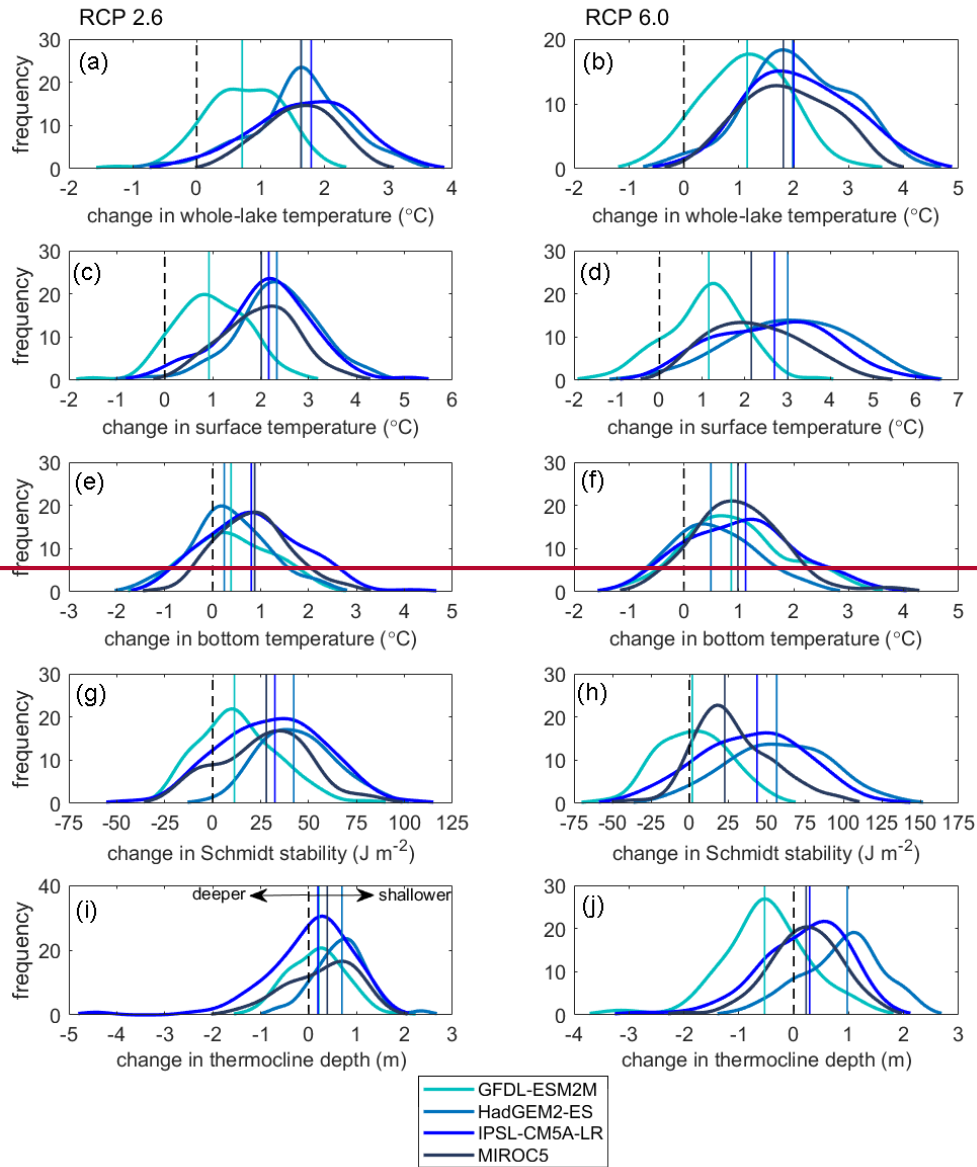 RCP 2.6 RCP 6.0
(a) (b)
frequency
30
20
10
0
-2 -1 0 1 2 3 4
change in whole-lake temperature (°C)
20
10
0
-2 -1 0 1 2 3 4 5
change in whole-lake temperature (°C)
(c) (d)
frequency
30
20
10
0
-2 -1 0 1 2 3 4 5 6
change in surface temperature (°C)
30
20
10
0
-2 -1 0 1 2 3 4 5 6 7
change in surface temperature (°C)
(e) (f)
frequency
30
20
10
0
-3 -2 -1 0 1 2 3 4 5
change in bottom temperature (°C)
30
20
10
0
-2 -1 0 1 2 3 4 5
change in bottom temperature (°C)
(g) (h)
frequency
30
20
10
0
-75 -50 -25 0 25 50 75 100 125
change in Schmidt stability (J m⁻²)
30
20
10
0
-75 -50 -25 0 25 50 75 100 125 150 175
change in Schmidt stability (J m⁻²)
(i) deeper shallower (j)
frequency
40
20
0
-5 -4 -3 -2 -1 0 1 2 3
change in thermocline depth (m)
30
20
10
0
-4 -3 -2 -1 0 1 2 3
change in thermocline depth (m)
GFDL-ESM2M
HadGEM2-ES
IPSL-CM5A-LR
MIROC5